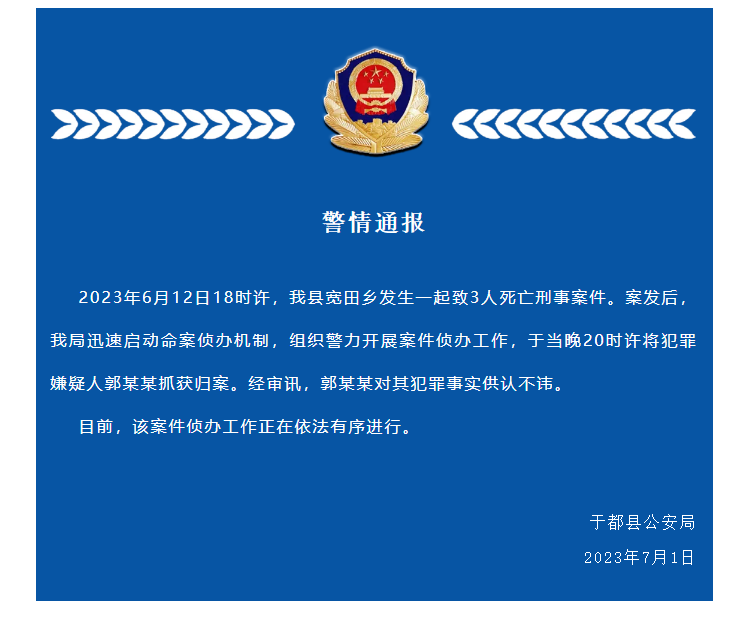 警情通报
2023年6月12日18时许，我县宽田乡发生一起致3人死亡刑事案件。案发后，
我局迅速启动命案侦办机制，组织警力开展案件侦办工作，于当晚20时许将犯罪
嫌疑人郭某某抓获归案。经审讯，郭某某对其犯罪事实供认不讳。
目前，该案件侦办工作正在依法有序进行。
于都县公安局
2023年7月1日